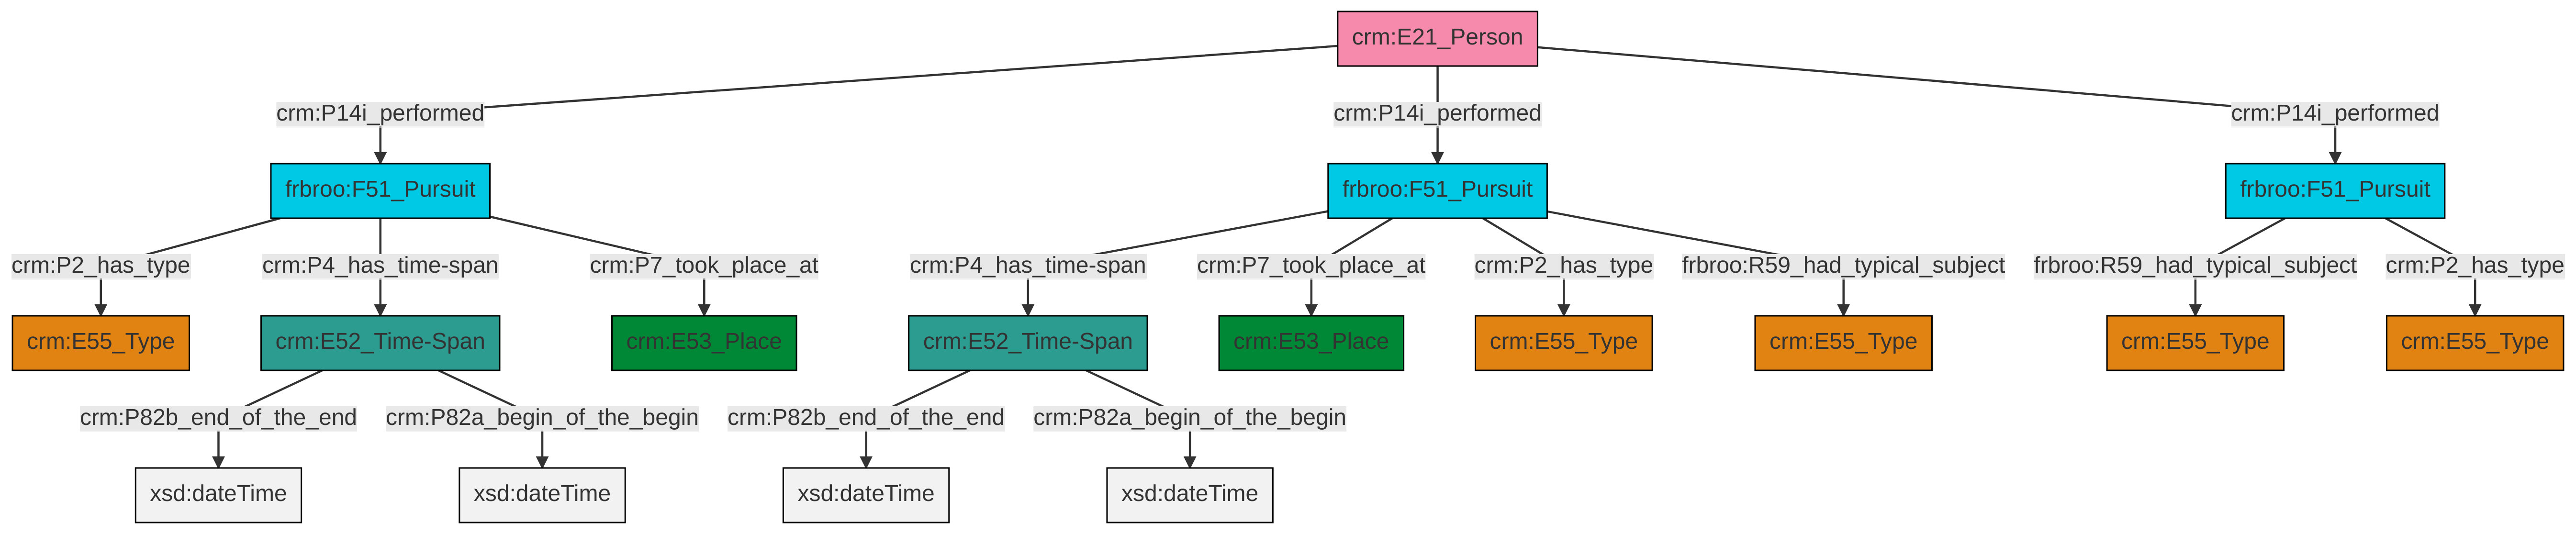 crm:E21_Person
crm:P14i_performed
crm:P14i_performed
crm:P14i_performed
frbroo:F51_Pursuit
frbroo:F51_Pursuit
frbroo:F51_Pursuit
crm:P2_has_type
crm:P4_has_time-span
crm:P7_took_place_at
crm:P4_has_time-span
crm:P7_took_place_at
crm:P2_has_type
frbroo:R59_had_typical_subject
frbroo:R59_had_typical_subject
crm:P2_has_type
crm:E55_Type
crm:E52_Time-Span
crm:E53_Place
crm:E52_Time-Span
crm:E53_Place
crm:E55_Type
crm:E55_Type
crm:E55_Type
crm:E55_Type
crm:P82b_end_of_the_end
crm:P82a_begin_of_the_begin
crm:P82b_end_of_the_end
crm:P82a_begin_of_the_begin
xsd:dateTime
xsd:dateTime
xsd:dateTime
xsd:dateTime